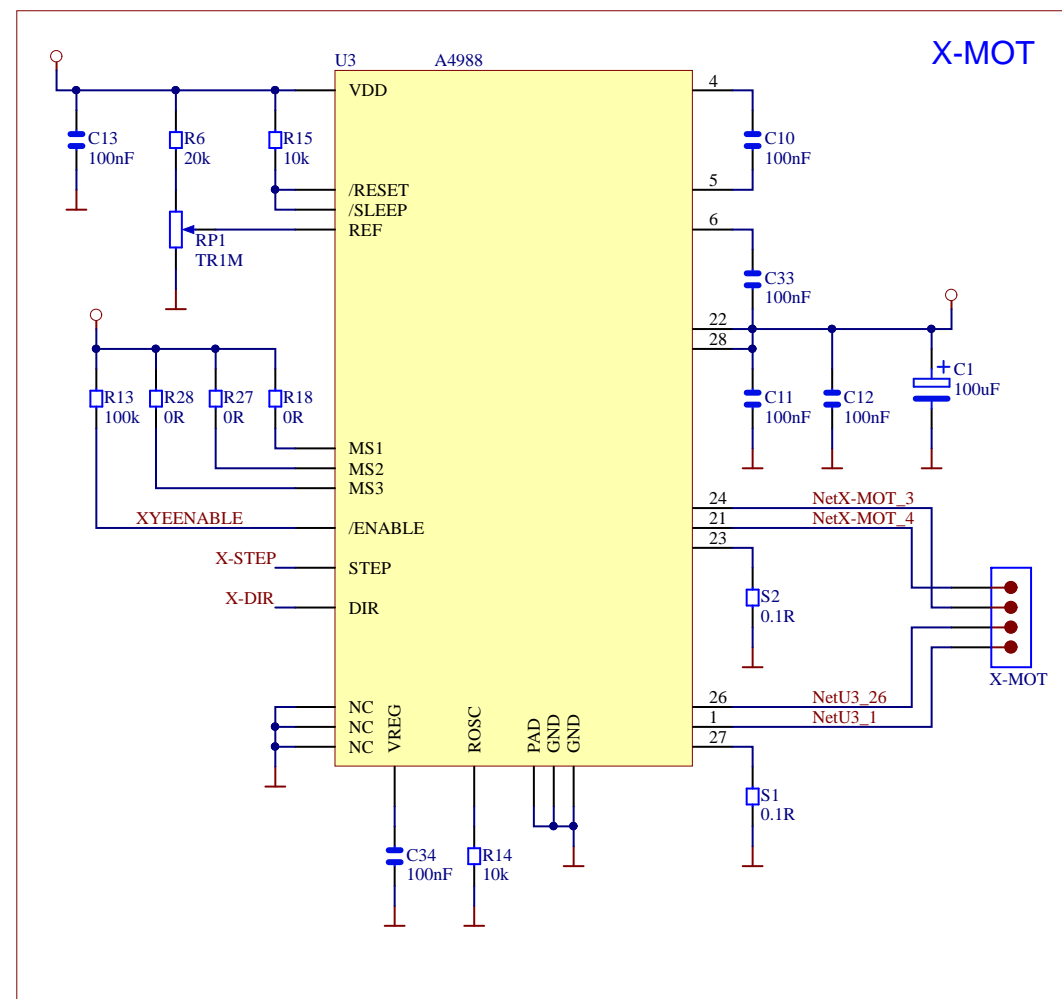 X-MOT
U3
A4988
VDD
4
C13
100nF
R6
20k
R15
10k
C10
100nF
/RESET
5
/SLEEP
REF
6
RP1
TR1M
C33
100nF
22
28
R13
100k
R28
0R
R27
0R
R18
0R
C11
100nF
C12
100nF
+
C1
100uF
MS1
MS2
MS3
XYEENABLE
/ENABLE
24
NetX-MOT_3
21
NetX-MOT_4
23
X-STEP
STEP
X-DIR
DIR
S2
0.1R
X-MOT
NC
NC
NC
VREG
ROSC
PAD
GND
GND
26
NetU3_26
1
NetU3_1
27
S1
0.1R
C34
100nF
R14
10k